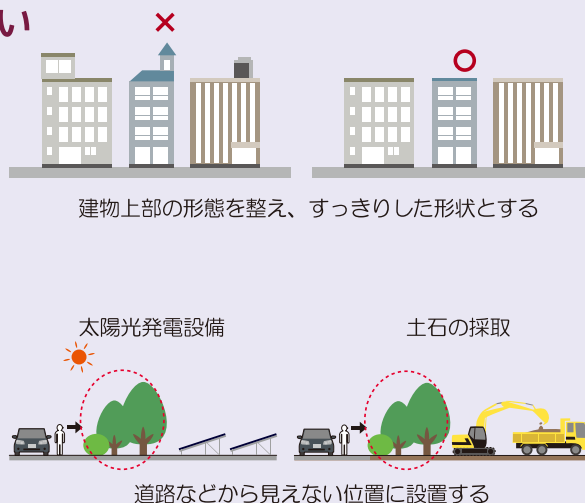 い
建物上部の形態を整え、すっきりした形状とする
太陽光発電設備
土石の採取
道路などから見えない位置に設置する